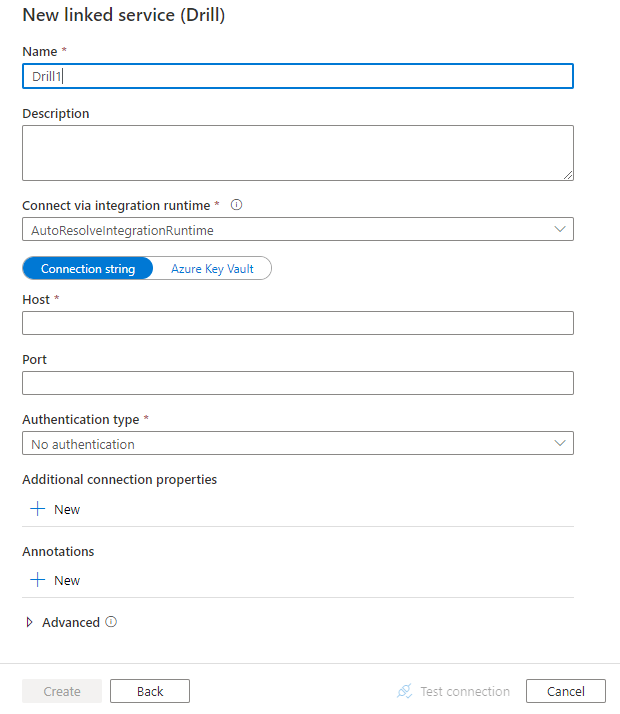 New linked service (Drill)
Name *
Drill1
Description
Connect via integration runtime *
AutoResolveIntegrationRuntime
Connection string Azure Key Vault
Host *
Port
Authentication type *
No authentication
Additional connection properties
New
Annotations
New
Advanced
Create Back Test connection Cancel